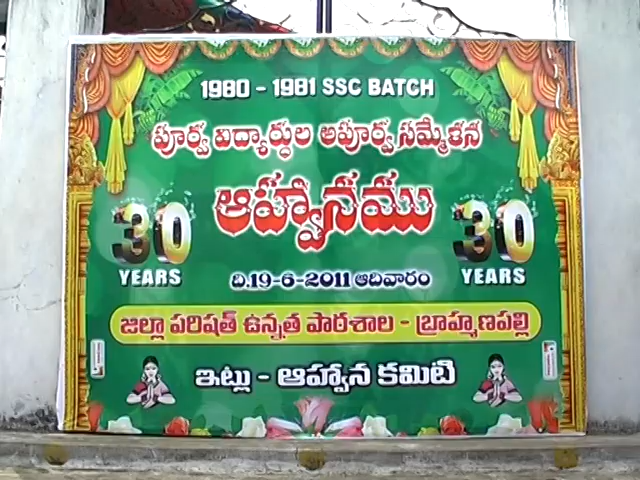 1980 - 1981 SSC BATCH
పూర్వ విద్యార్థుల అపూర్వ సమ్మేళన
ఆహ్వానము
30 YEARS
30 YEARS
ది.19-6-2011 ఆదివారం
జిల్లా పరిషత్ ఉన్నత పాఠశాల - బ్రాహ్మణపల్లి
ఇట్లు - ఆహ్వాన కమిటి